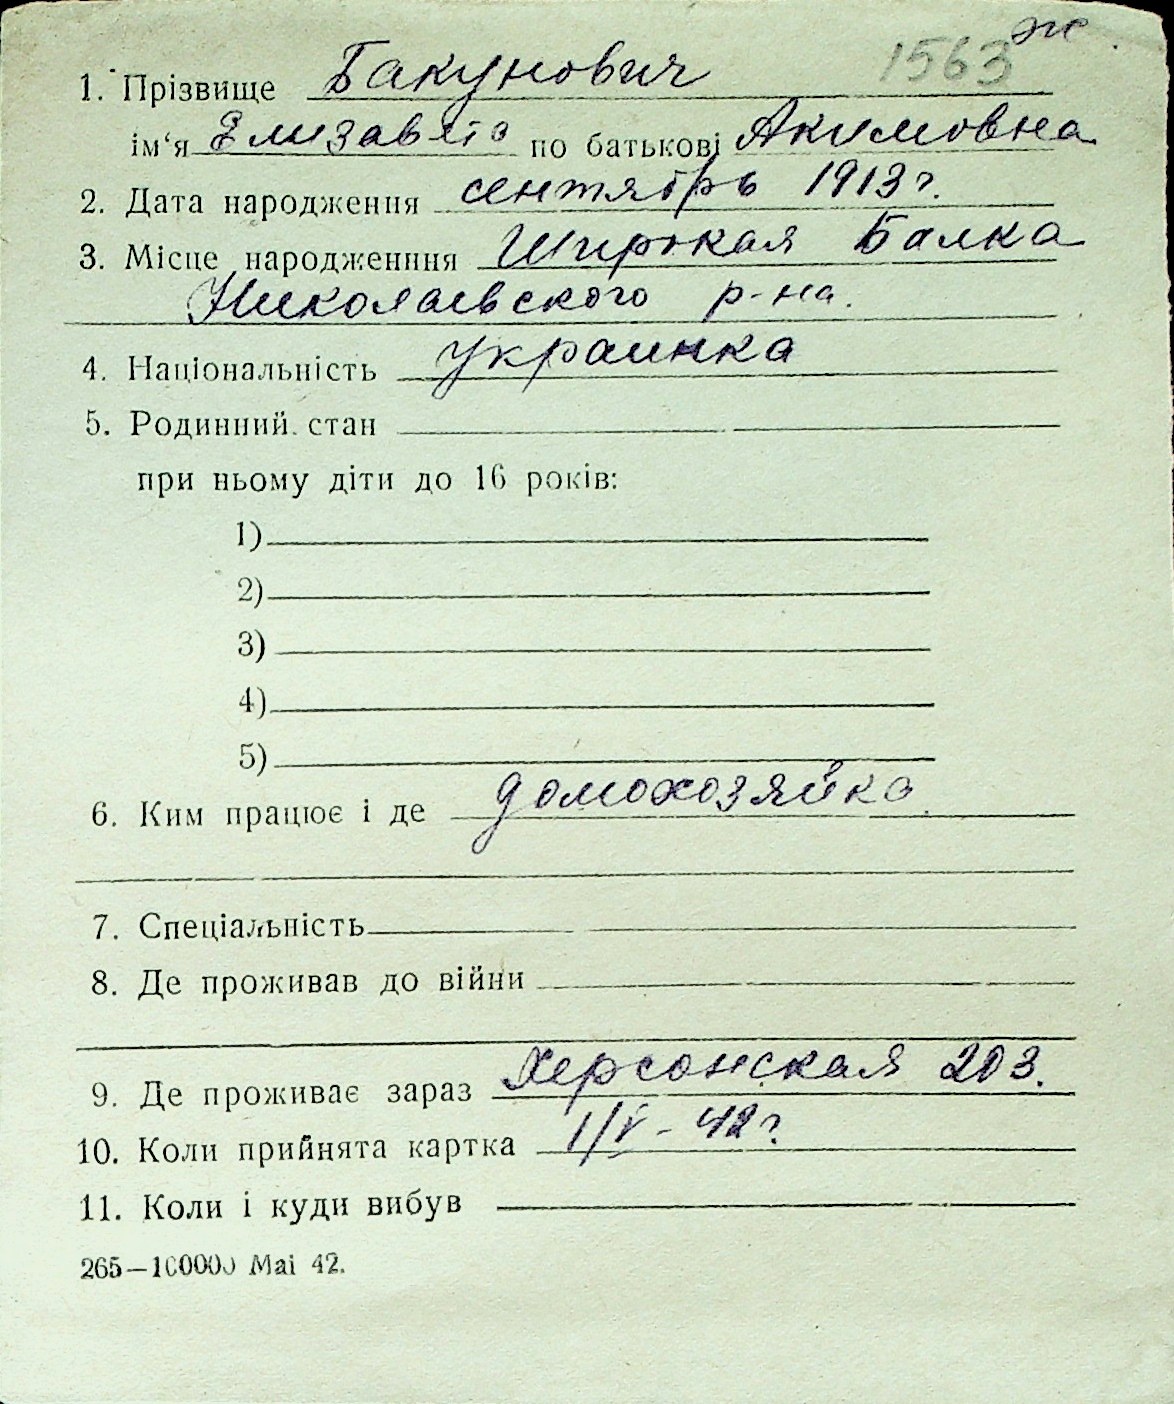 ж
1563
1. Прізвище Бакунович
ім‘я Елизавета по батькові Акимовна
2. Дата народження сентябрь 1913 г.
3. Місце народженння Широкая Балка
Николаевского р-на.
4. Національність украинка
5. Родинний стан
при ньому діти до 16 років:
1)
2)
3)
4)
5)
6. Ким працює і де домохозяйка
7. Спеціальність
8. Де проживав до війни
9. Де проживає зараз Херсонская 203.
10. Коли прийнята картка 1/V-42 г.
11. Коли і куди вибув
265—100000 Mai 42.